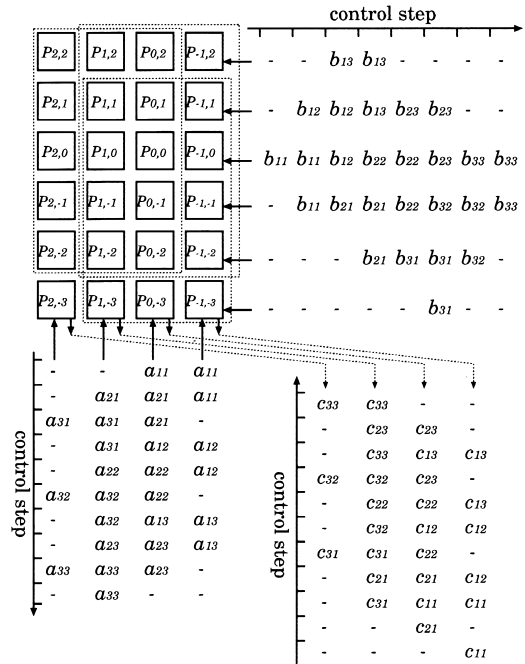 control step
P2,2 P1,2 P0,2 P-1,2 - - b13 b13 - - - -
P2,1 P1,1 P0,1 P-1,1 - b12 b12 b13 b23 b23 - -
P2,0 P1,0 P0,0 P-1,0 b11 b11 b12 b22 b22 b23 b33 b33
P2,-1 P1,-1 P0,-1 P-1,-1 - b11 b21 b21 b22 b32 b32 b33
P2,-2 P1,-2 P0,-2 P-1,-2 - - - b21 b31 b31 b32 -
P2,-3 P1,-3 P0,-3 P-1,-3 - - - - - b31 - -
control step
- - a11 a11
- a21 a21 a11
a31 a31 a21 -
- a31 a12 a12
- a22 a22 a12
a32 a32 a22 -
- a32 a13 a13
- a23 a23 a13
a33 a33 a23 -
- a33 - -
control step
c33 c33 - -
- c23 c23 -
- c33 c13 c13
c32 c32 c23 -
- c22 c22 c13
- c32 c12 c12
c31 c31 c22 -
- c21 c21 c12
- c31 c11 c11
- - c21 -
- - - c11